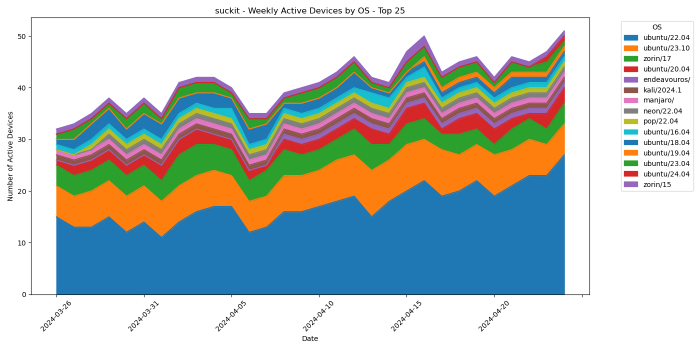 suckit - Weekly Active Devices by OS - Top 25
Number of Active Devices
50
40
30
20
10
0
2024-03-26
2024-03-31
2024-04-05
2024-04-10
2024-04-15
2024-04-20
Date
OS
ubuntu/22.04
ubuntu/23.10
zorin/17
ubuntu/20.04
endeavouros/
kali/2024.1
manjaro/
neon/22.04
pop/22.04
ubuntu/16.04
ubuntu/18.04
ubuntu/19.04
ubuntu/23.04
ubuntu/24.04
zorin/15